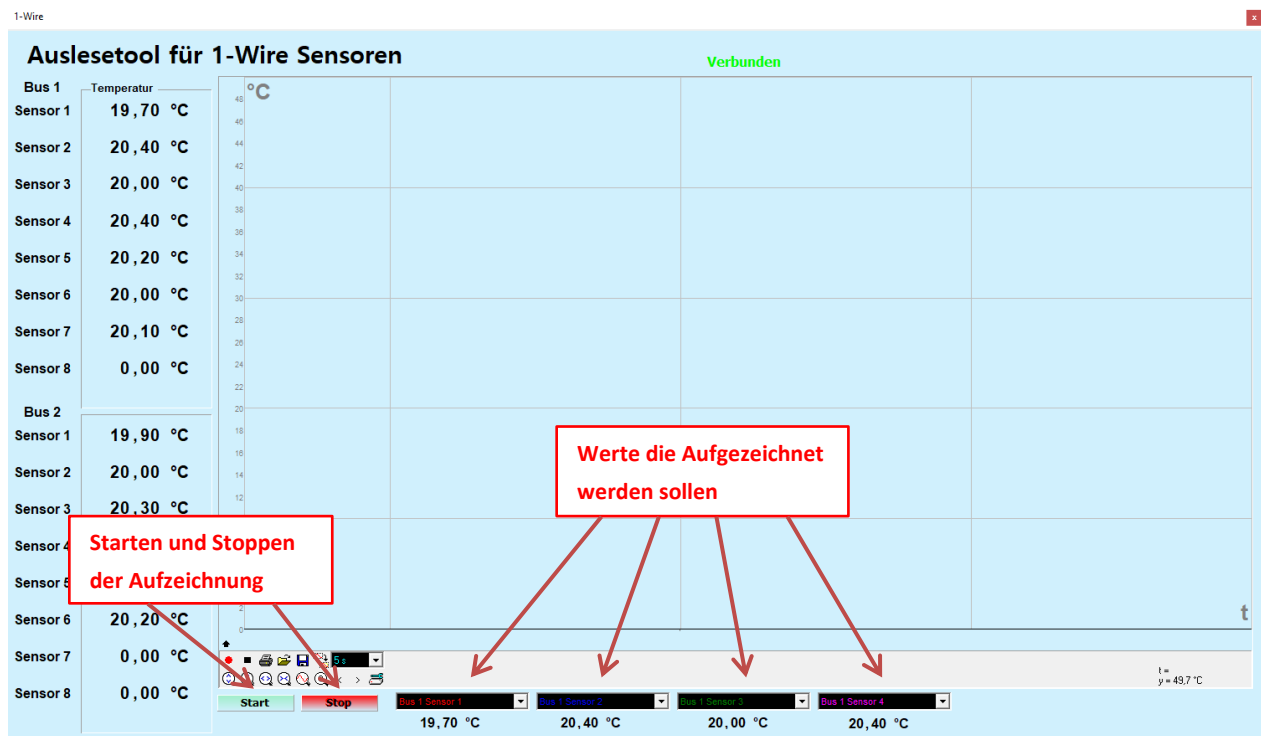 1-Wire
x
Auslesetool für 1-Wire Sensoren
Verbunden
Bus 1
Temperatur
Sensor 1 19,70 °C
Sensor 2 20,40 °C
Sensor 3 20,00 °C
Sensor 4 20,40 °C
Sensor 5 20,20 °C
Sensor 6 20,00 °C
Sensor 7 20,10 °C
Sensor 8 0,00 °C
Bus 2
Sensor 1 19,90 °C
Sensor 2 20,00 °C
Sensor 3 20,30 °C
Sensor 4
Sensor 5
Sensor 6 20,20 °C
Sensor 7 0,00 °C
Sensor 8 0,00 °C
°C
48
46
44
42
40
38
36
34
32
30
28
26
24
22
20
18
16
14
12
2
0
t
Werte die Aufgezeichnet
werden sollen
Starten und Stoppen
der Aufzeichnung
5 s
t =
y = 49,7 °C
Start Stop
Bus 1 Sensor 1 Bus 1 Sensor 2 Bus 1 Sensor 3 Bus 1 Sensor 4
19,70 °C 20,40 °C 20,00 °C 20,40 °C